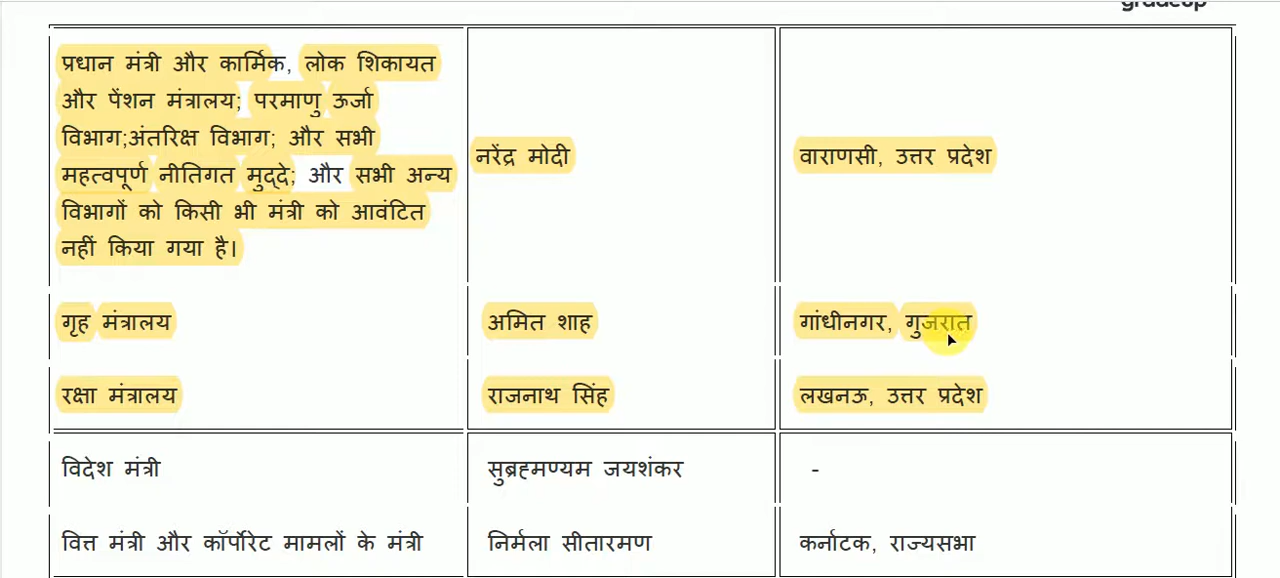 gradeup
प्रधान मंत्री और कार्मिक, लोक शिकायत
और पेंशन मंत्रालय; परमाणु ऊर्जा
विभाग;अंतरिक्ष विभाग; और सभी
महत्वपूर्ण नीतिगत मुद्दे; और सभी अन्य
विभागों को किसी भी मंत्री को आवंटित
नहीं किया गया है।
नरेंद्र मोदी
वाराणसी, उत्तर प्रदेश
गृह मंत्रालय
अमित शाह
गांधीनगर, गुजरात
रक्षा मंत्रालय
राजनाथ सिंह
लखनऊ, उत्तर प्रदेश
विदेश मंत्री
सुब्रह्मण्यम जयशंकर
-
वित्त मंत्री और कॉर्पोरेट मामलों के मंत्री
निर्मला सीतारमण
कर्नाटक, राज्यसभा